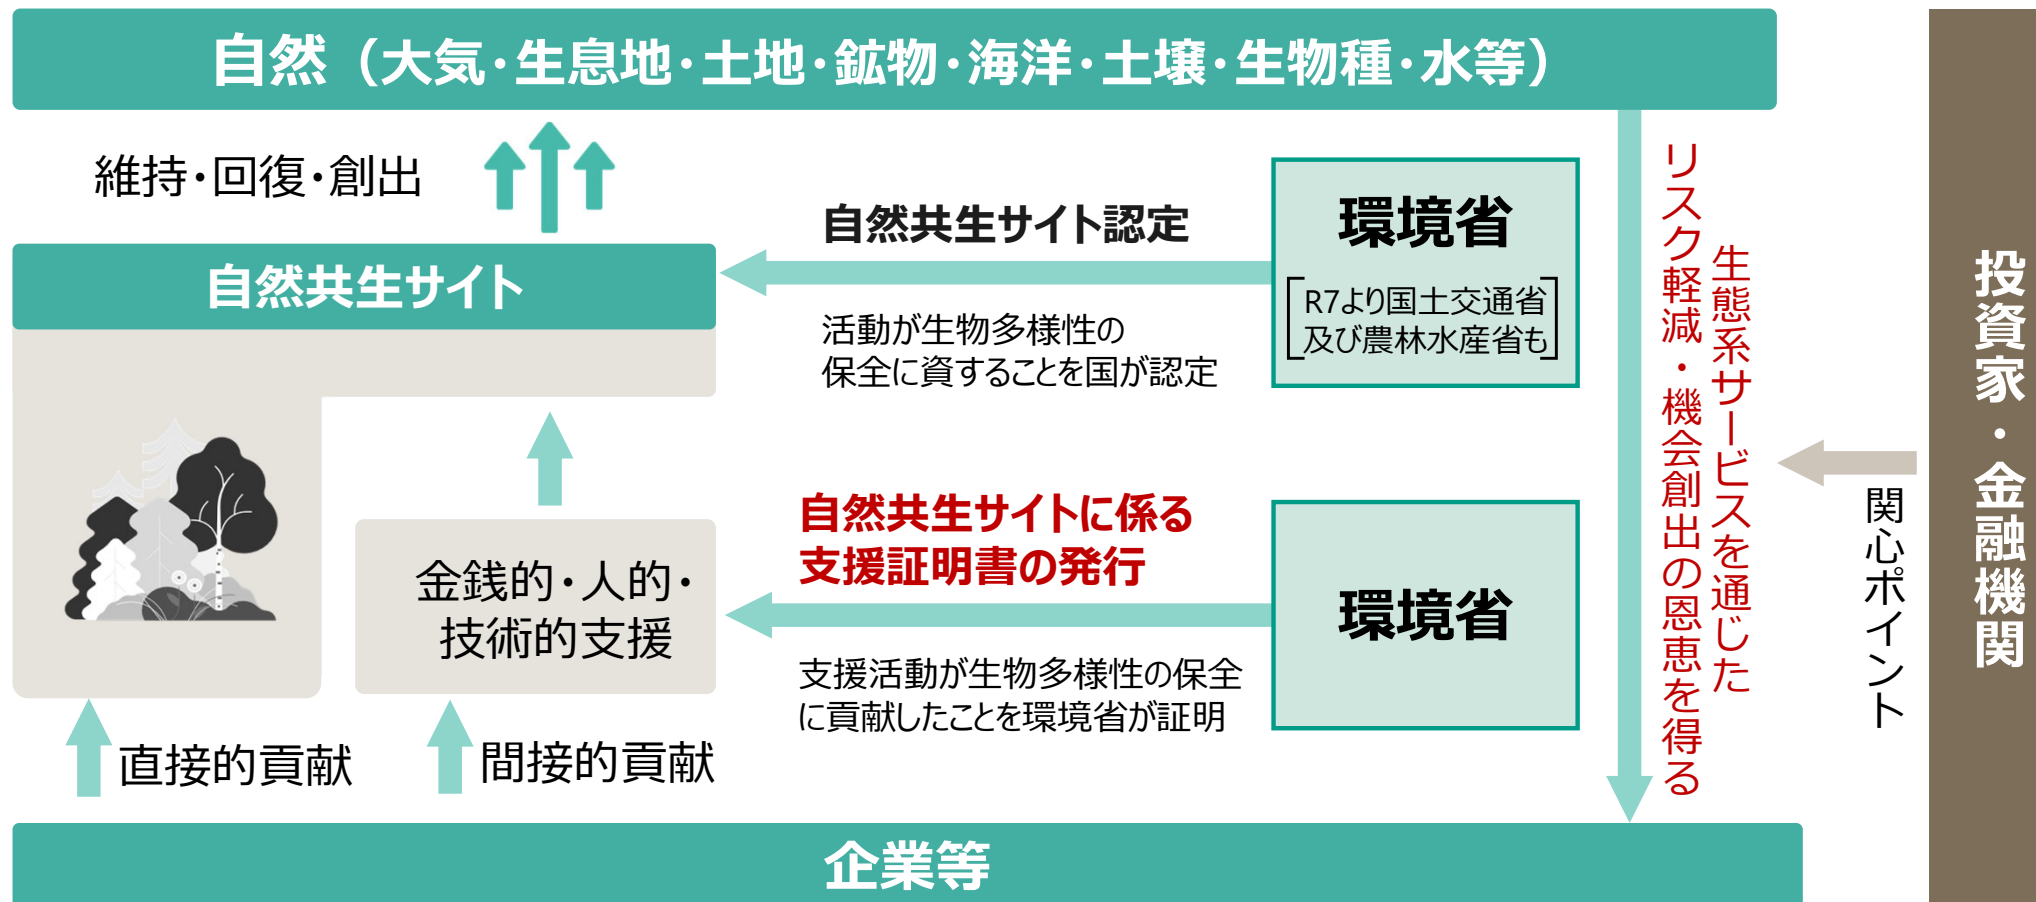 自然（大気・生息地・土地・鉱物・海洋・土壌・生物種・水等）
維持・回復・創出
自然共生サイト認定
環境省
R7より国土交通省
及び農林水産省も
自然共生サイト
活動が生物多様性の
保全に資することを国が認定
自然共生サイトに係る
支援証明書の発行
金銭的・人的・
技術的支援
環境省
支援活動が生物多様性の保全
に貢献したことを環境省が証明
直接的貢献
間接的貢献
企業等
生態系サービスを通じた
リスク軽減・機会創出の恩恵を得る
関心ポイント
投資家・金融機関